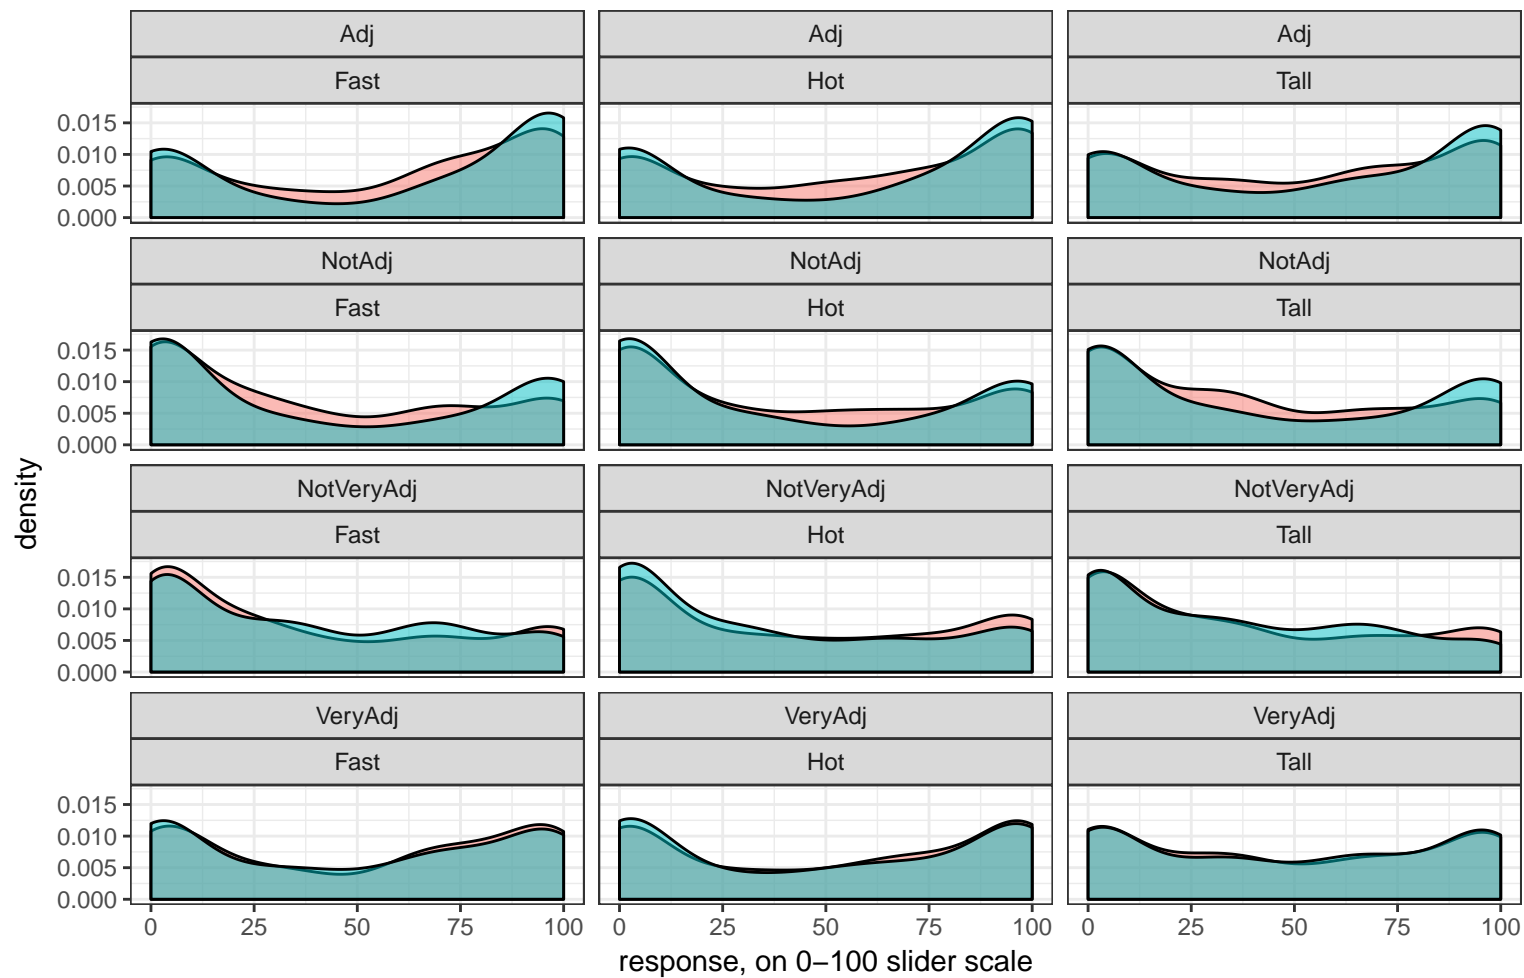 Adj Adj Adj
Fast Hot Tall
0.015
0.010
0.005
0.000
NotAdj NotAdj NotAdj
Fast Hot Tall
0.015
0.010
0.005
0.000
NotVeryAdj NotVeryAdj NotVeryAdj
Fast Hot Tall
0.015
0.010
0.005
0.000
VeryAdj VeryAdj VeryAdj
Fast Hot Tall
0.015
0.010
0.005
0.000
0 25 50 75 100 0 25 50 75 100 0 25 50 75 100
response, on 0−100 slider scale
density